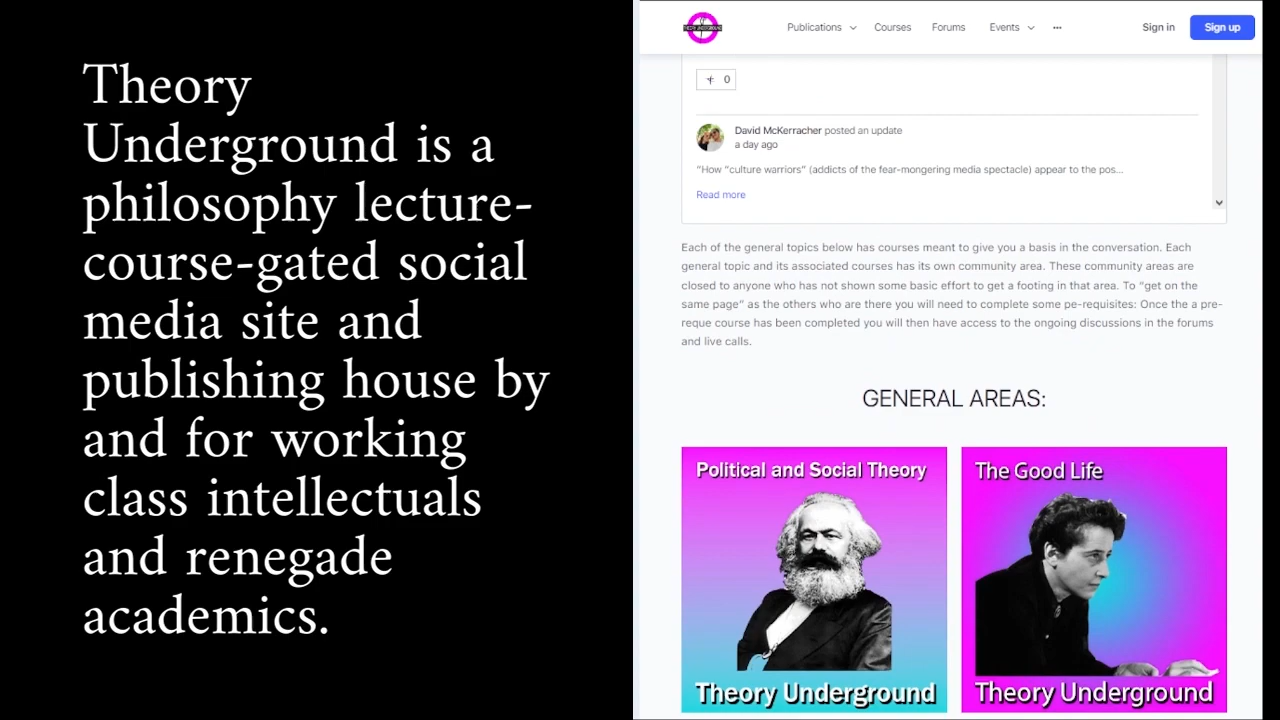 Theory
Underground is a
philosophy lecture-
course-gated social
media site and
publishing house by
and for working
class intellectuals
and renegade
academics.
THEORY UNDERGROUND
Publications
Courses
Forums
Events
Sign in
Sign up
0
David McKerracher posted an update
a day ago
“How “culture warriors” (addicts of the fear-mongering media spectacle) appear to the pos...
Read more
Each of the general topics below has courses meant to give you a basis in the conversation. Each
general topic and its associated courses has its own community area. These community areas are
closed to anyone who has not shown some basic effort to get a footing in that area. To “get on the
same page” as the others who are there you will need to complete some pe-requisites: Once the a pre-
reque course has been completed you will then have access to the ongoing discussions in the forums
and live calls.
GENERAL AREAS:
Political and Social Theory
Theory Underground
The Good Life
Theory Underground